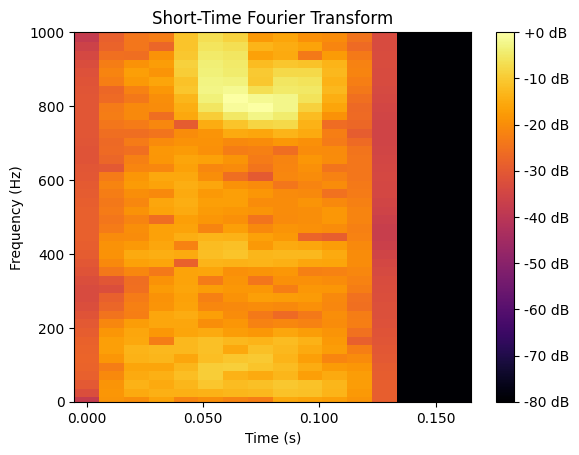 Short-Time Fourier Transform
1000
800
600
400
200
0
Frequency (Hz)
0.000
0.050
0.100
0.150
Time (s)
+0 dB
-10 dB
-20 dB
-30 dB
-40 dB
-50 dB
-60 dB
-70 dB
-80 dB